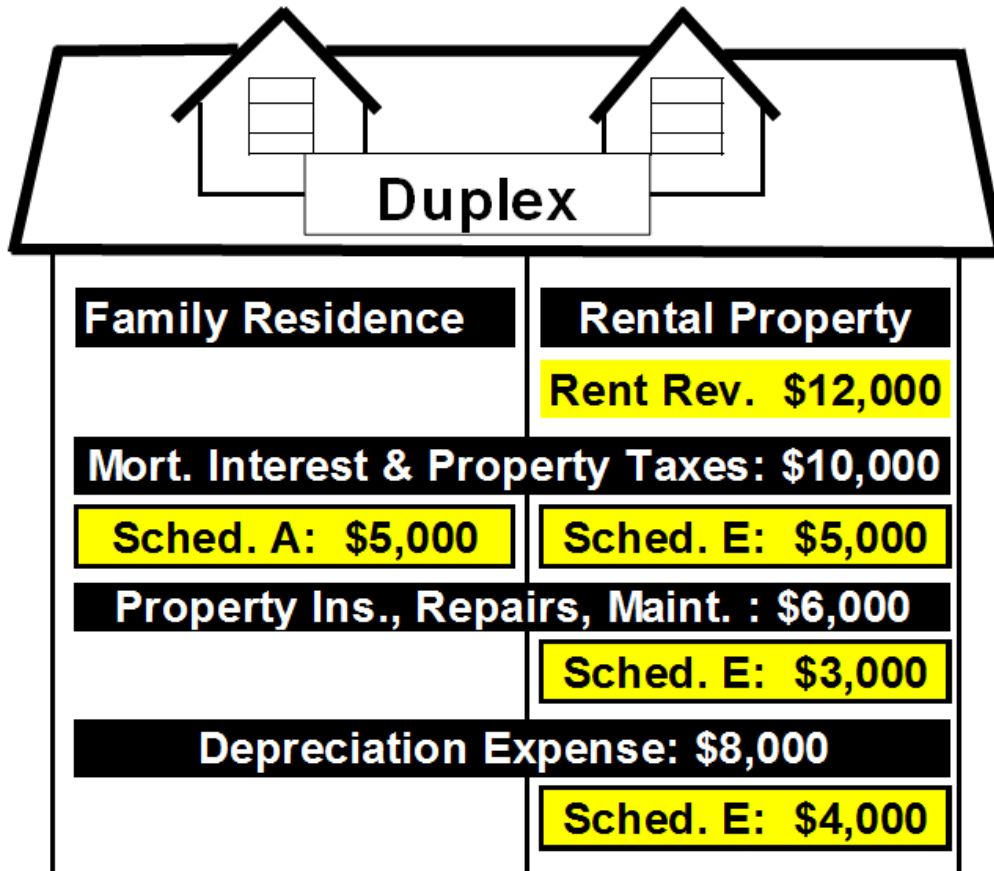 Duplex
Family Residence
Rental Property
Rent Rev. $12,000
Mort. Interest & Property Taxes: $10,000
Sched. A: $5,000
Sched. E: $5,000
Property Ins., Repairs, Maint. : $6,000
Sched. E: $3,000
Depreciation Expense: $8,000
Sched. E: $4,000